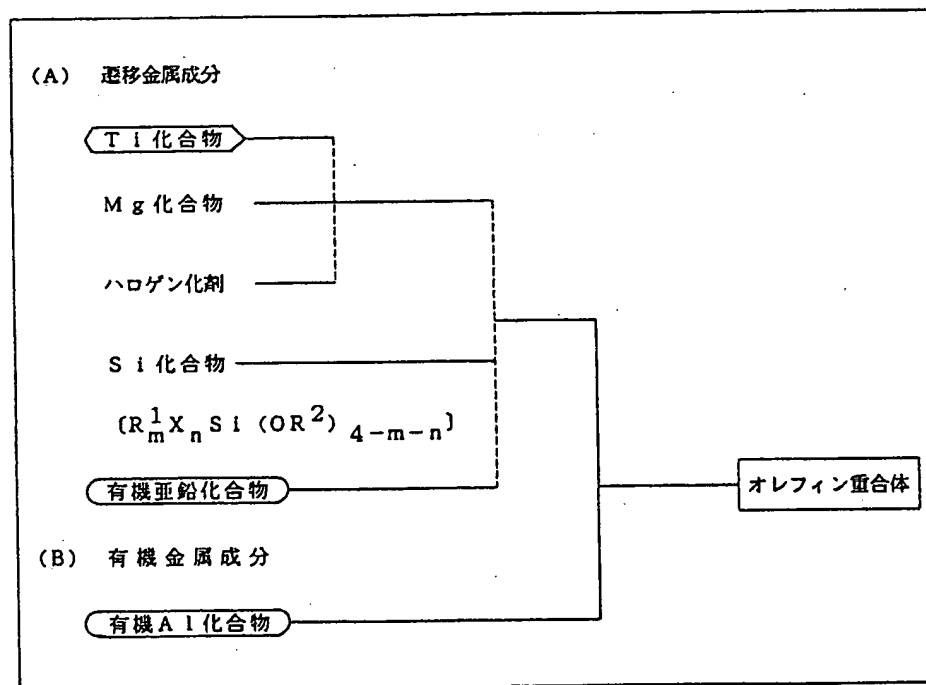 (A) 遷移金属成分
Ti化合物
Mg化合物
ハロゲン化剤
Si化合物
〔R¹ₘXₙSi(OR²)₄₋ₘ₋ₙ〕
有機亜鉛化合物
オレフィン重合体
(B) 有機金属成分
有機Al化合物